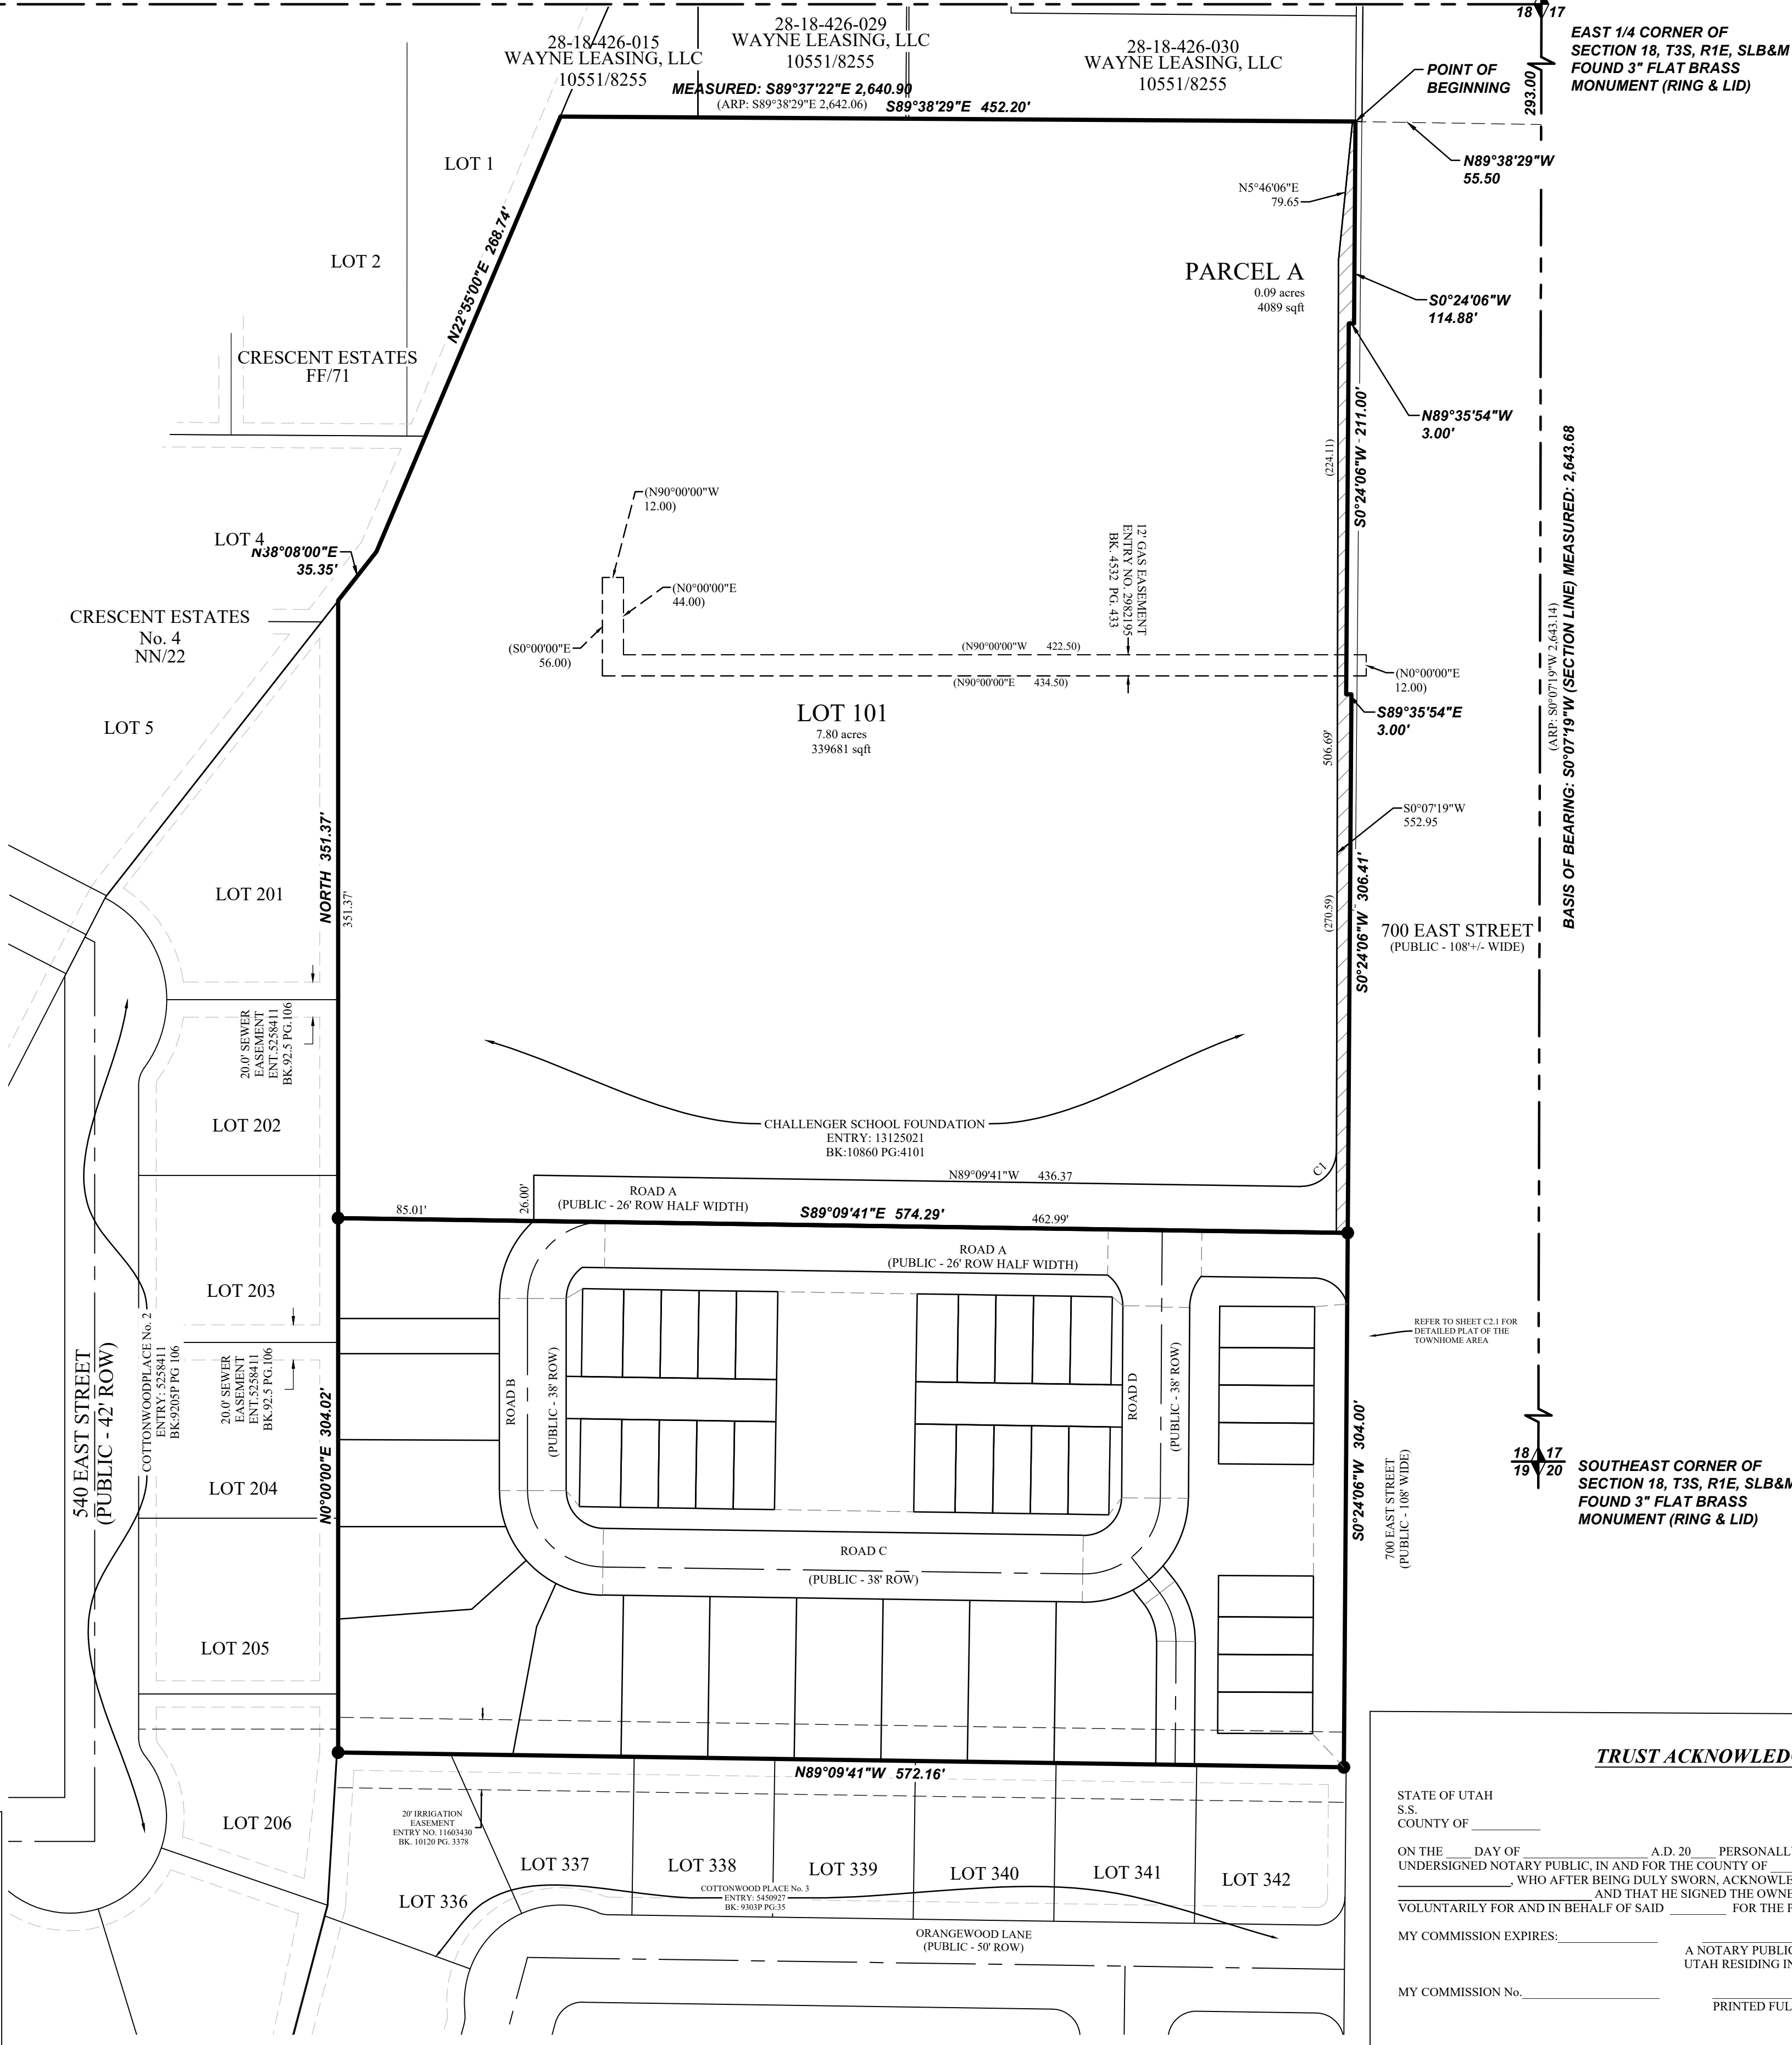 18
17
EAST 1/4 CORNER OF
SECTION 18, T3S, R1E, SLB&M
FOUND 3" FLAT BRASS
MONUMENT (RING & LID)
28-18-426-015
WAYNE LEASING, LLC
10551/8255
28-18-426-029
WAYNE LEASING, LLC
10551/8255
28-18-426-030
WAYNE LEASING, LLC
10551/8255
MEASURED: S89°37'22"E 2,640.90
(ARP: S89°38'29"E 2,642.06)
S89°38'29"E 452.20'
POINT OF
BEGINNING
293.00
N89°38'29"W
55.50
LOT 1
N5°46'06"E
79.65
N22°55'00"E 268.74'
LOT 2
PARCEL A
0.09 acres
4089 sqft
S0°24'06"W
114.88'
CRESCENT ESTATES
FF/71
N89°35'54"W
3.00'
(224.11)
S0°24'06"W 211.00'
(N90°00'00"W
12.00)
LOT 4
N38°08'00"E
35.35'
(N0°00'00"E
44.00)
12' GAS EASEMENT
ENTRY NO. 2982195
BK. 4532 PG. 433
CRESCENT ESTATES
No. 4
NN/22
(S0°00'00"E
56.00)
(N90°00'00"W 422.50)
(N90°00'00"E 434.50)
(N0°00'00"E
12.00)
LOT 5
LOT 101
7.80 acres
339681 sqft
S89°35'54"E
3.00'
506.69'
(ARP: S0°07'19"W 2,643.14)
BASIS OF BEARING: S0°07'19"W (SECTION LINE) MEASURED: 2,643.68
S0°07'19"W
552.95
LOT 201
NORTH 351.37'
351.37'
(270.59)
S0°24'06"W 306.41'
700 EAST STREET
(PUBLIC - 108'+/- WIDE)
20.0' SEWER
EASEMENT
ENT.5258411
BK.92.5 PG.106
LOT 202
CHALLENGER SCHOOL FOUNDATION
ENTRY: 13125021
BK:10860 PG:4101
N89°09'41"W 436.37
C1
85.01'
26.00'
ROAD A
(PUBLIC - 26' ROW HALF WIDTH)
S89°09'41"E 574.29'
462.99'
ROAD A
(PUBLIC - 26' ROW HALF WIDTH)
LOT 203
REFER TO SHEET C2.1 FOR
DETAILED PLAT OF THE
TOWNHOME AREA
540 EAST STREET
(PUBLIC - 42' ROW)
COTTONWOODPLACE No. 2
ENTRY: 5258411
BK:9205P PG 106
20.0' SEWER
EASEMENT
ENT.5258411
BK.92.5 PG.106
N0°00'00"E 304.02'
ROAD B
(PUBLIC - 38' ROW)
ROAD D
(PUBLIC - 38' ROW)
S0°24'06"W 304.00'
700 EAST STREET
(PUBLIC - 108' WIDE)
18
17
19
20
SOUTHEAST CORNER OF
SECTION 18, T3S, R1E, SLB&M
FOUND 3" FLAT BRASS
MONUMENT (RING & LID)
LOT 204
ROAD C
(PUBLIC - 38' ROW)
LOT 205
N89°09'41"W 572.16'
LOT 206
20' IRRIGATION
EASEMENT
ENTRY NO. 11603430
BK. 10120 PG. 3378
LOT 336
LOT 337
LOT 338
LOT 339
LOT 340
LOT 341
LOT 342
COTTONWOOD PLACE No. 3
ENTRY: 5450927
BK: 9303P PG:35
ORANGEWOOD LANE
(PUBLIC - 50' ROW)
TRUST ACKNOWLEDG
STATE OF UTAH
S.S.
COUNTY OF
ON THE ____ DAY OF ____________________ A.D. 20____ PERSONALL
UNDERSIGNED NOTARY PUBLIC, IN AND FOR THE COUNTY OF
__________________, WHO AFTER BEING DULY SWORN, ACKNOWLE
AND THAT HE SIGNED THE OWNE
VOLUNTARILY FOR AND IN BEHALF OF SAID _________ FOR THE P
MY COMMISSION EXPIRES:________________
A NOTARY PUBLIC
UTAH RESIDING IN
MY COMMISSION No.______________________
PRINTED FUL